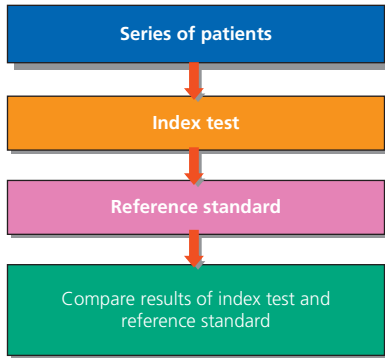 Series of patients
Index test
Reference standard
Compare results of index test and
reference standard